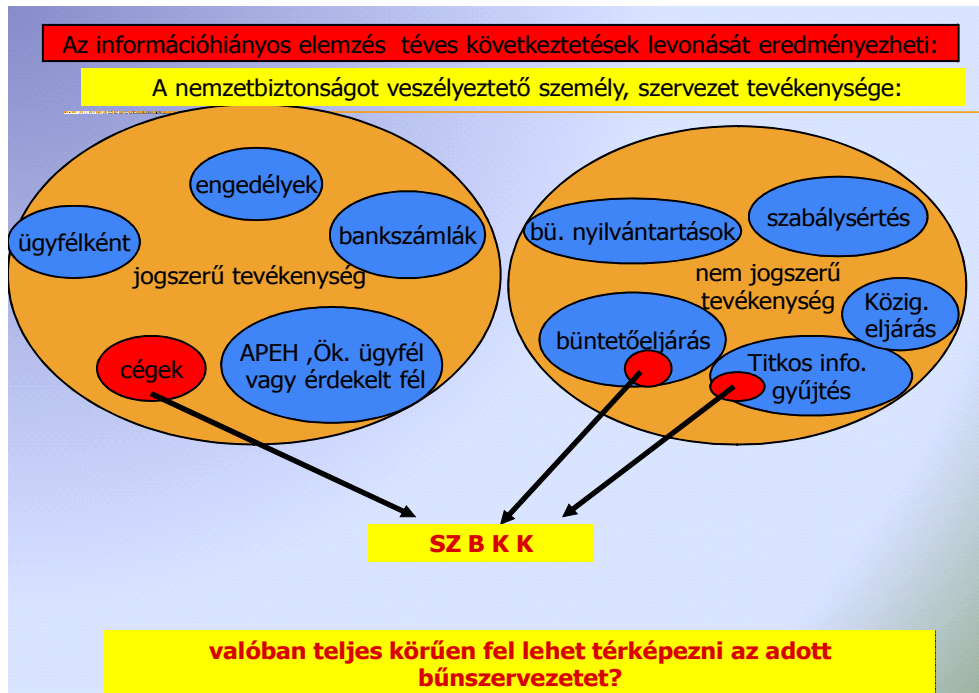 Az információhiányos elemzés téves következtetések levonását eredményezheti:
A nemzetbiztonságot veszélyeztető személy, szervezet tevékenysége:
engedélyek
ügyfélként
bankszámlák
jogszerű tevékenység
cégek
APEH ,Ök. ügyfél
vagy érdekelt fél
bü. nyilvántartások
szabálysértés
nem jogszerű
tevékenység
Közig.
eljárás
büntetőeljárás
Titkos info.
gyűjtés
SZ B K K
valóban teljes körűen fel lehet térképezni az adott
bűnszervezetet?